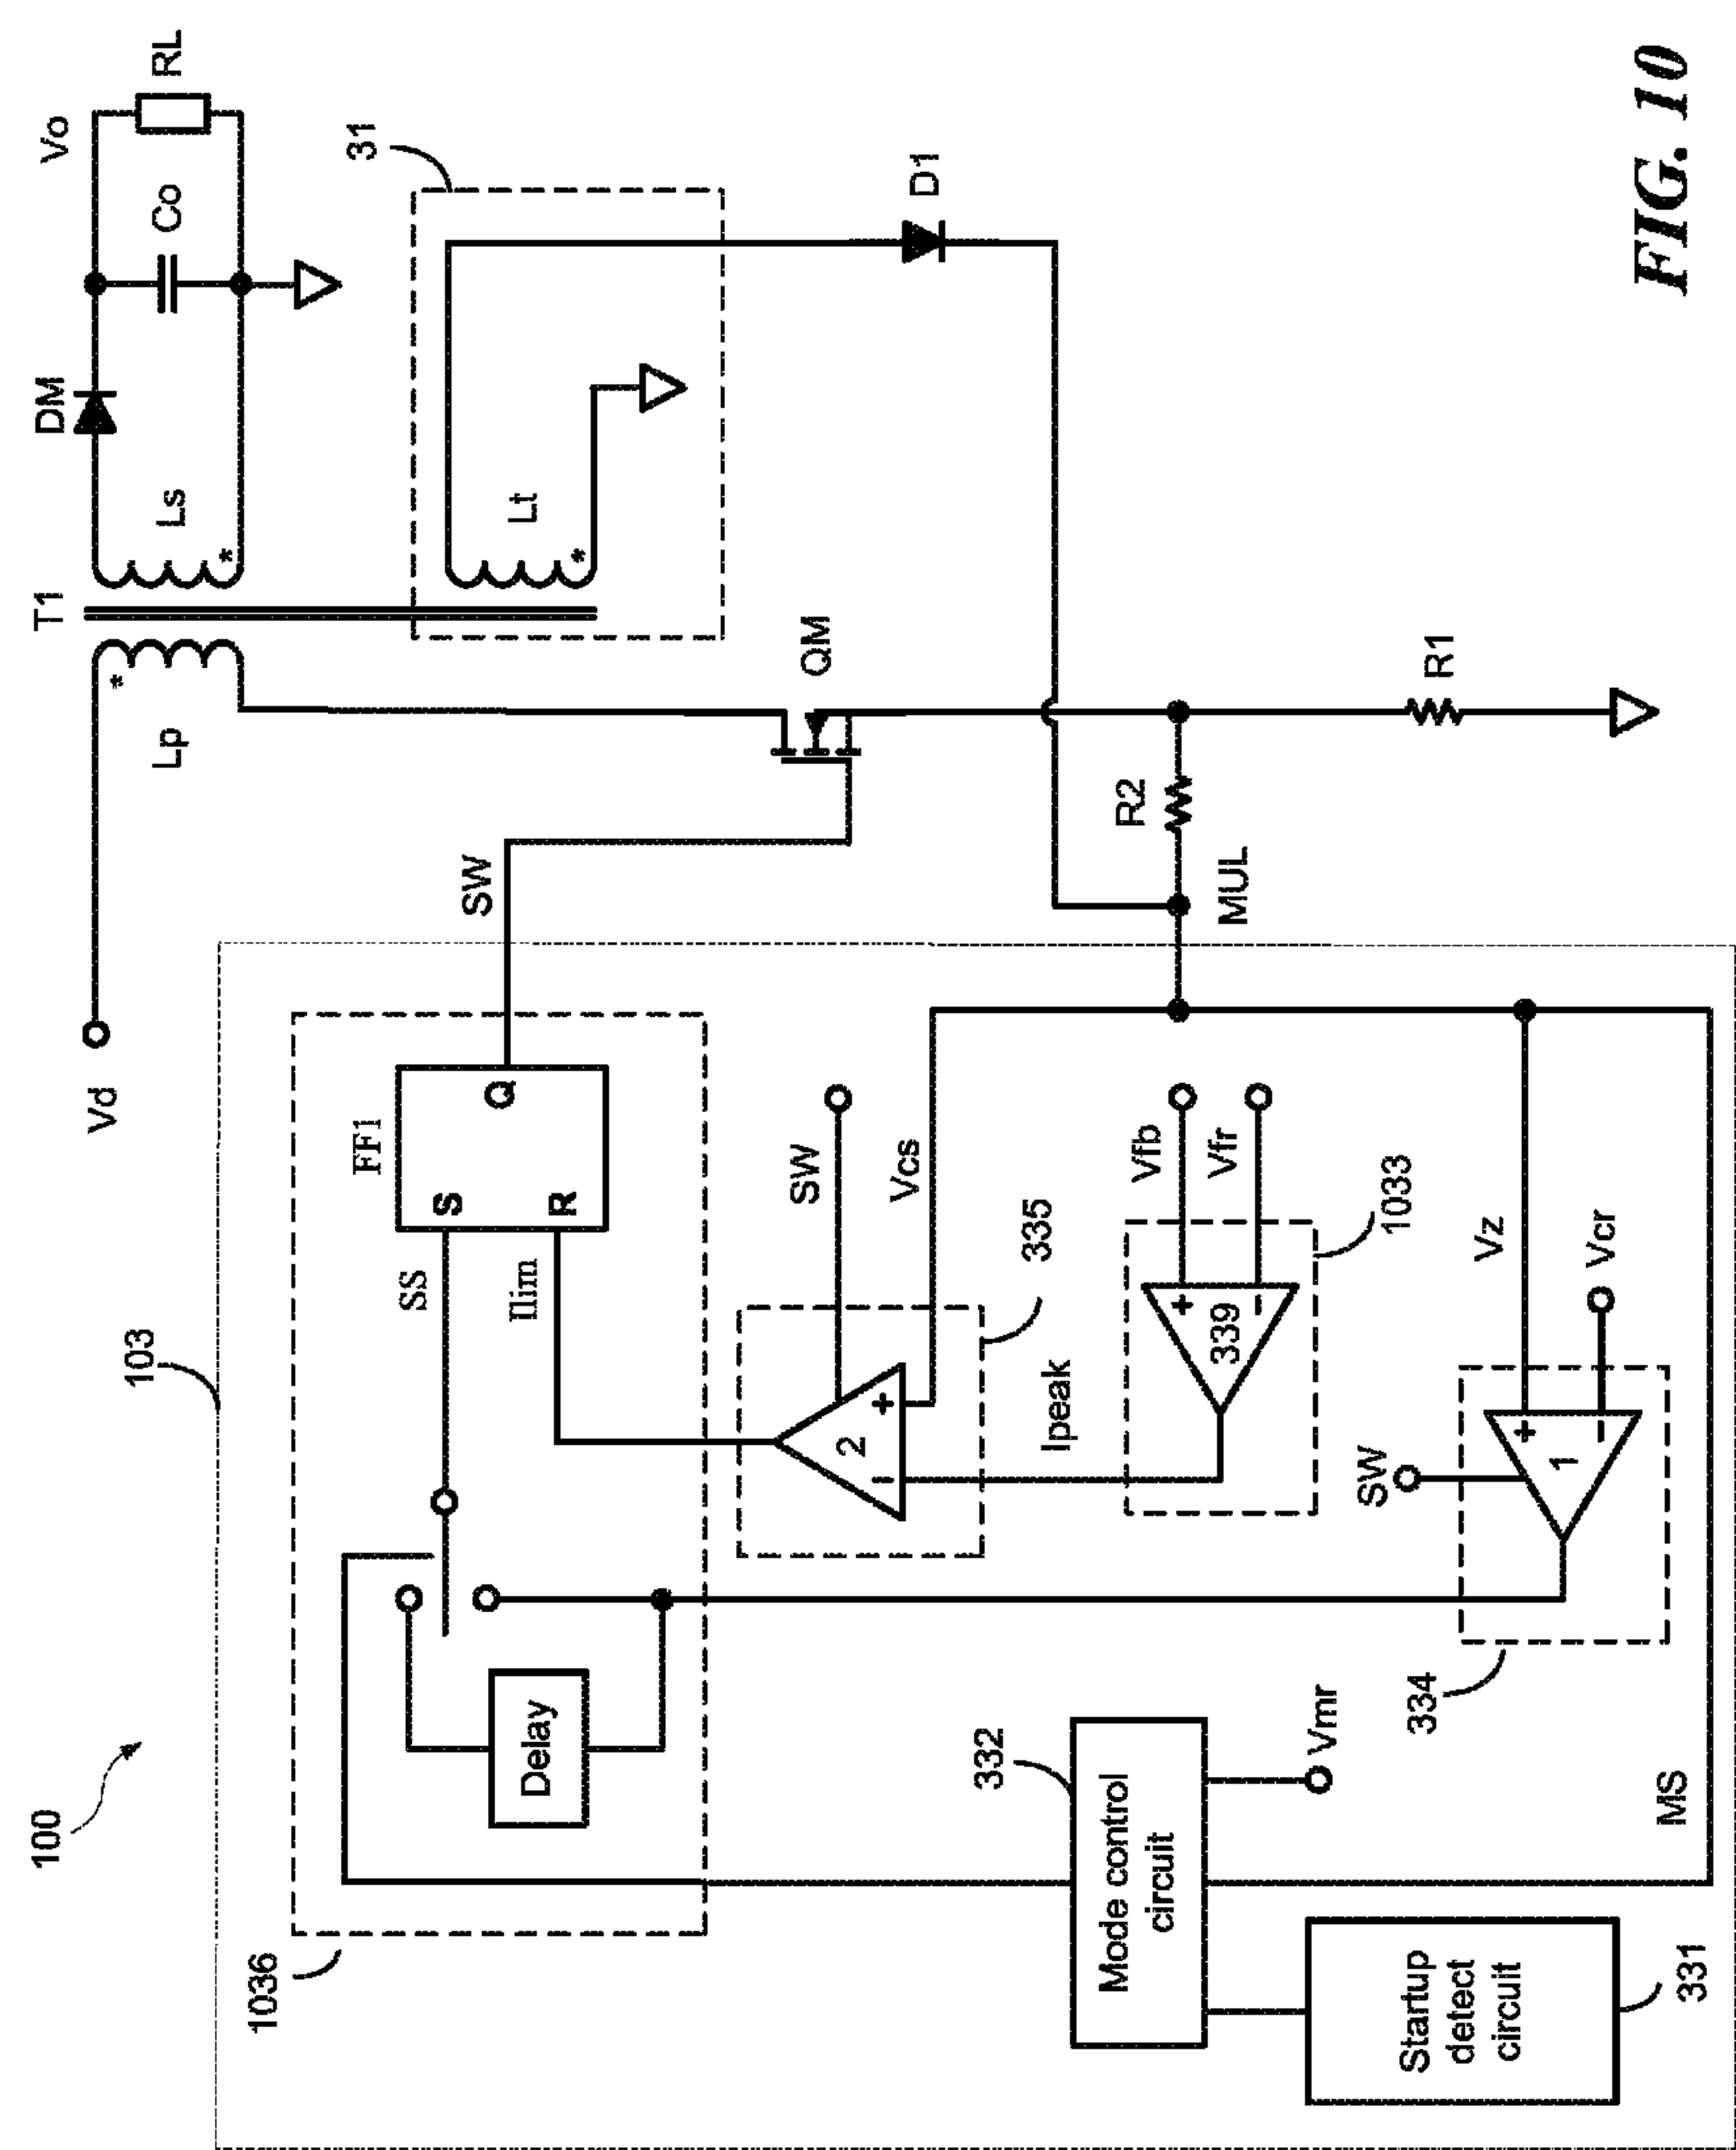 100
103
Vd
T1
Lp
*
Ls
*
DM
Co
Vo
RL
31
Lt
*
D1
QM
SW
1036
Delay
SS
FF1
S
R
Q
Ilim
SW
Vcs
2
+
−
335
R2
MUL
R1
Ipeak
339
+
−
Vfb
Vfr
1033
332
Mode control
circuit
Vmr
SW
Vz
Vcr
1
+
−
334
Startup
detect
circuit
331
MS
FIG. 10